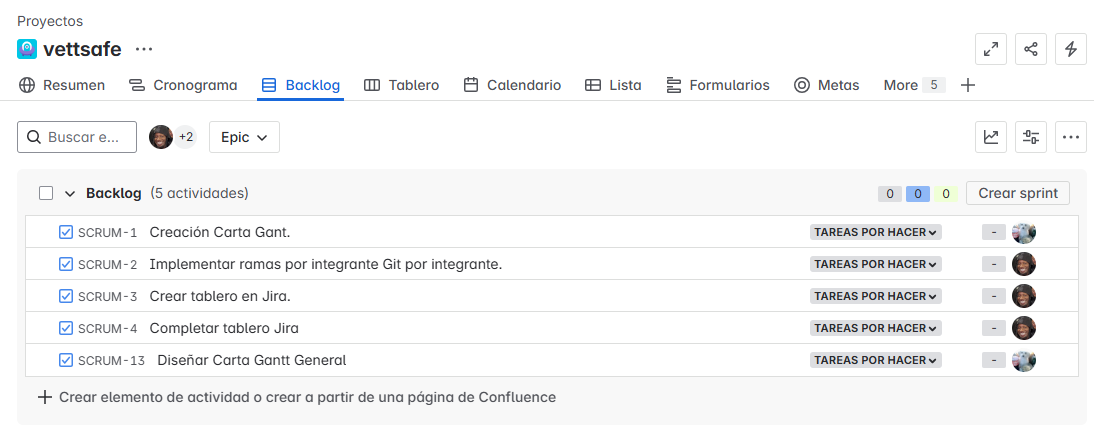 Proyectos
vettsafe
Resumen Cronograma Backlog Tablero Calendario Lista Formularios Metas More 5
Buscar e... +2 Epic
Backlog (5 actividades) 0 0 0 Crear sprint
SCRUM-1 Creación Carta Gant. TAREAS POR HACER -
SCRUM-2 Implementar ramas por integrante Git por integrante. TAREAS POR HACER -
SCRUM-3 Crear tablero en Jira. TAREAS POR HACER -
SCRUM-4 Completar tablero Jira TAREAS POR HACER -
SCRUM-13 Diseñar Carta Gantt General TAREAS POR HACER -
Crear elemento de actividad o crear a partir de una página de Confluence